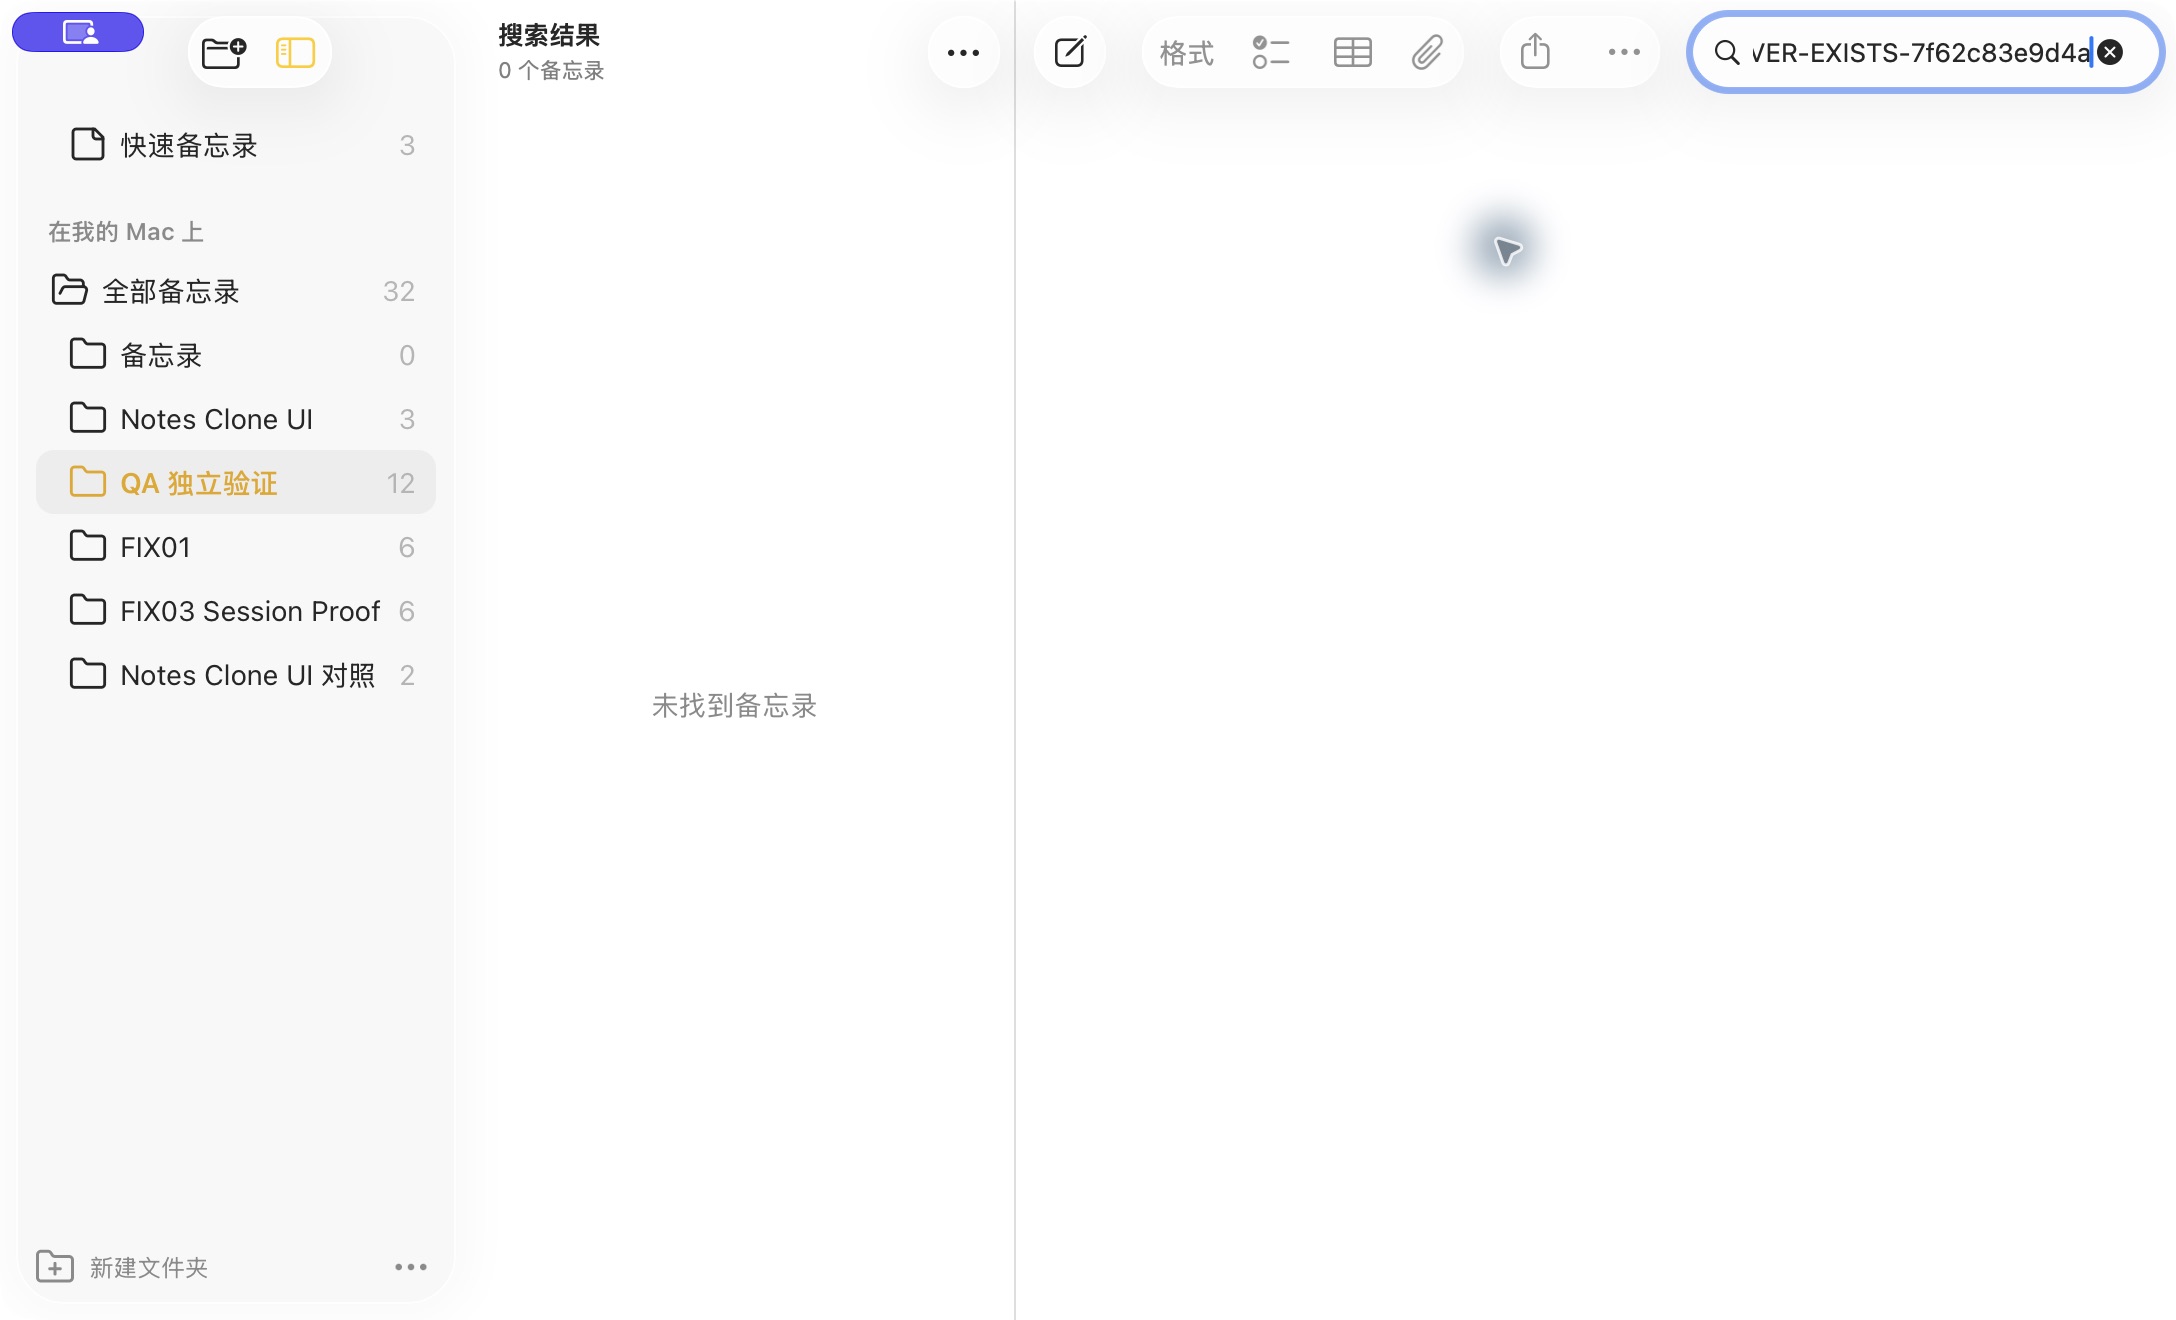 快速备忘录 3
在我的 Mac 上
全部备忘录 32
备忘录 0
Notes Clone UI 3
QA 独立验证 12
FIX01 6
FIX03 Session Proof 6
Notes Clone UI 对照 2
新建文件夹
搜索结果
0 个备忘录
未找到备忘录
格式
VER-EXISTS-7f62c83e9d4a